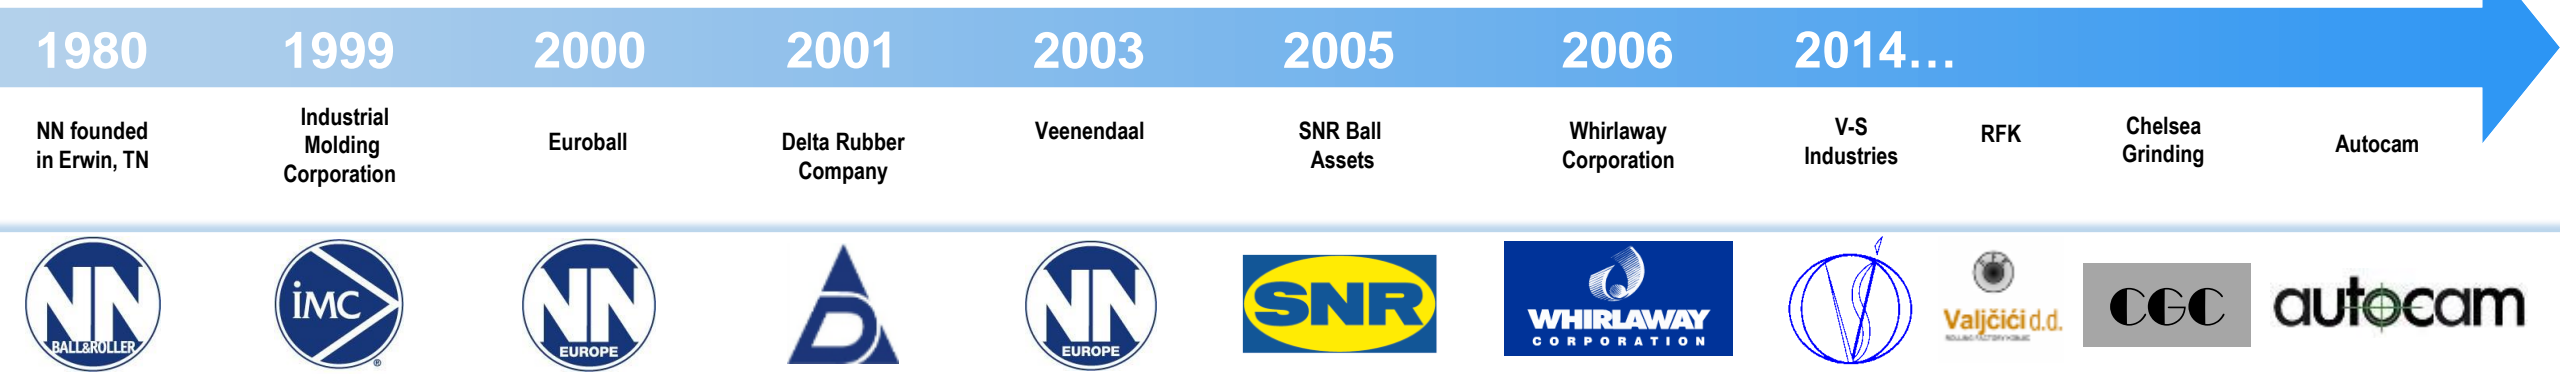 1980
1999
2000
2001
2003
2005
2006
2014...
NN founded
in Erwin, TN
Industrial
Molding
Corporation
Euroball
Delta Rubber
Company
Veenendaal
SNR Ball
Assets
Whirlaway
Corporation
V-S
Industries
RFK
Chelsea
Grinding
Autocam
NN
BALL&ROLLER
iMC
®
NN
EUROPE
D
NN
EUROPE
SNR
WHIRLAWAY
CORPORATION
VS
Valjčići d.d.
CGC
autocam